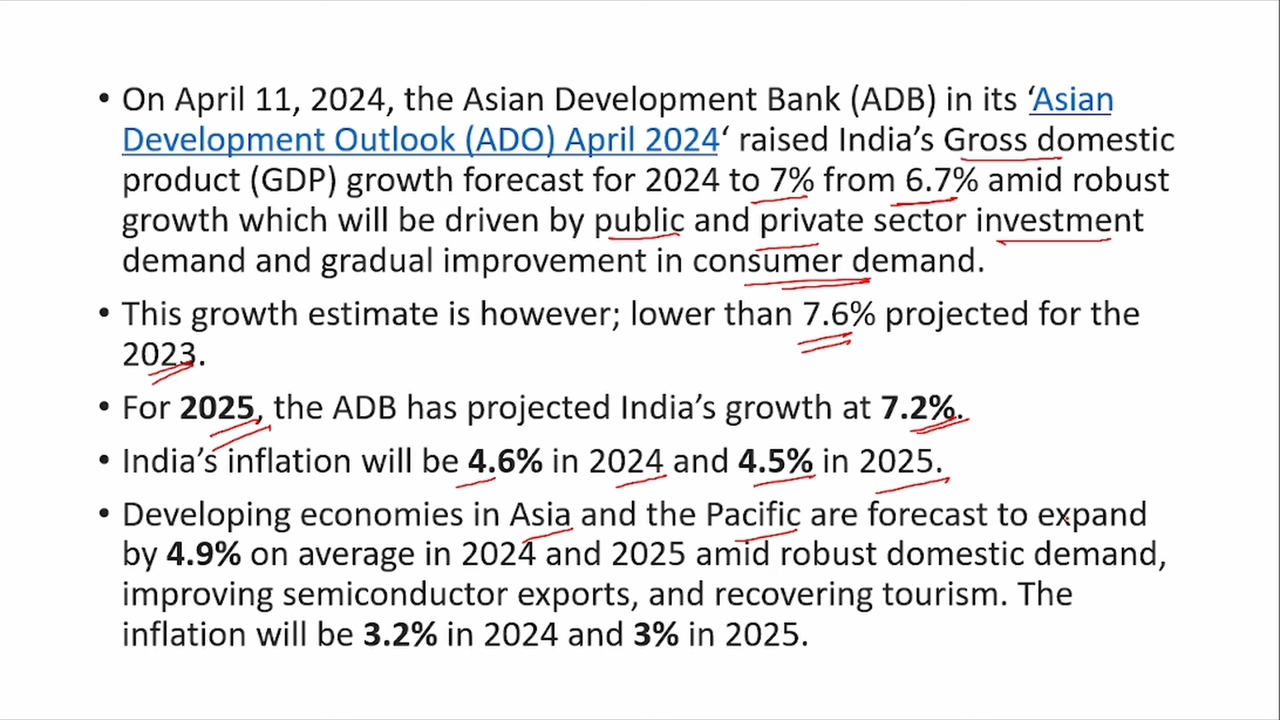 • On April 11, 2024, the Asian Development Bank (ADB) in its ‘Asian
Development Outlook (ADO) April 2024‘ raised India’s Gross domestic
product (GDP) growth forecast for 2024 to 7% from 6.7% amid robust
growth which will be driven by public and private sector investment
demand and gradual improvement in consumer demand.
• This growth estimate is however; lower than 7.6% projected for the
2023.
• For 2025, the ADB has projected India’s growth at 7.2%.
• India’s inflation will be 4.6% in 2024 and 4.5% in 2025.
• Developing economies in Asia and the Pacific are forecast to expand
by 4.9% on average in 2024 and 2025 amid robust domestic demand,
improving semiconductor exports, and recovering tourism. The
inflation will be 3.2% in 2024 and 3% in 2025.